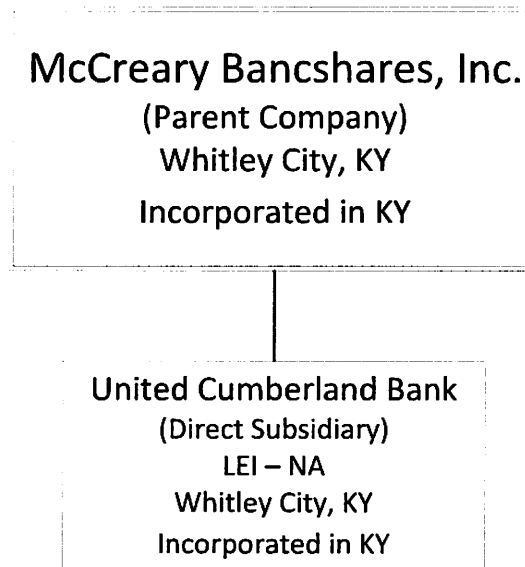 McCreary Bancshares, Inc.
(Parent Company)
Whitley City, KY
Incorporated in KY
United Cumberland Bank
(Direct Subsidiary)
LEI – NA
Whitley City, KY
Incorporated in KY